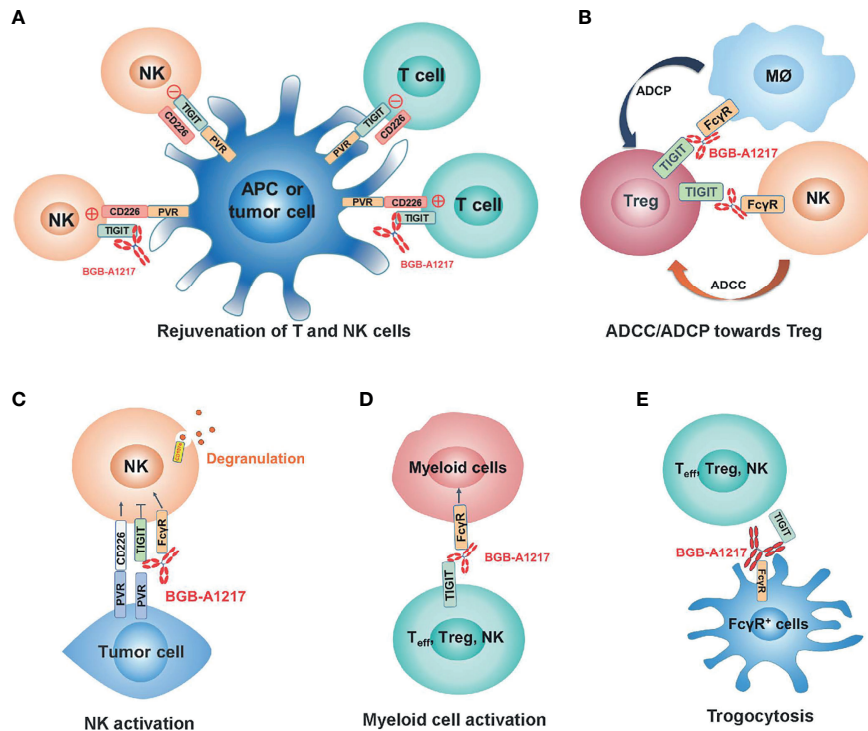 A
NK
TIGIT
CD226
PVR
T cell
TIGIT
CD226
PVR
APC or
tumor cell
NK
CD226
PVR
TIGIT
BGB-A1217
PVR
CD226
TIGIT
T cell
BGB-A1217
Rejuvenation of T and NK cells
B
MØ
ADCP
FcγR
TIGIT
BGB-A1217
Treg
TIGIT
FcγR
NK
ADCC
ADCC/ADCP towards Treg
C
NK
Degranulation
CD226
TIGIT
FcγR
BGB-A1217
PVR
PVR
Tumor cell
NK activation
D
Myeloid cells
FcγR
BGB-A1217
TIGIT
Teff, Treg, NK
Myeloid cell activation
E
Teff, Treg, NK
TIGIT
BGB-A1217
FcγR
FcγR+ cells
Trogocytosis